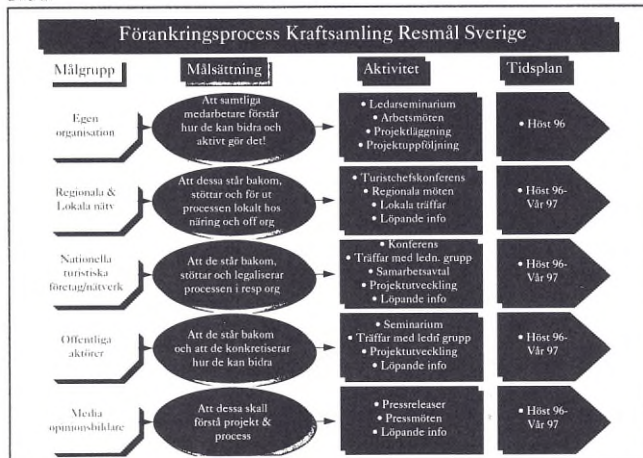 Förankringsprocess Kraftsamling Resmål Sverige
Målgrupp
Målsättning
Aktivitet
Tidsplan
Egen
organisation
Att samtliga
medarbetare förstår
hur de kan bidra och
aktivt gör det!
• Ledarseminarium
• Arbetsmöten
• Projektläggning
• Projektuppföljning
• Höst 96
Regionala &
Lokala nätv
Att dessa står bakom,
stöttar och för ut
processen lokalt hos
näring och off org
• Turistchefskonferens
• Regionala möten
• Lokala träffar
• Löpande info
• Höst 96-
Vår 97
Nationella
turistiska
företag/nätverk
Att de står bakom,
stöttar och legaliserar
processen i resp org
• Konferens
• Träffar med ledn. grupp
• Samarbetsavtal
• Projektutveckling
• Löpande info
• Höst 96-
Vår 97
Offentliga
aktörer
Att de står bakom
och att de konkretiserar
hur de kan bidra
• Seminarium
• Träffar med ledn grupp
• Projektutveckling
• Löpande info
• Höst 96-
Vår 97
Media
opinionsbildare
Att dessa skall
förstå projekt &
process
• Pressreleaser
• Pressmöten
• Löpande info
• Höst 96-
Vår 97